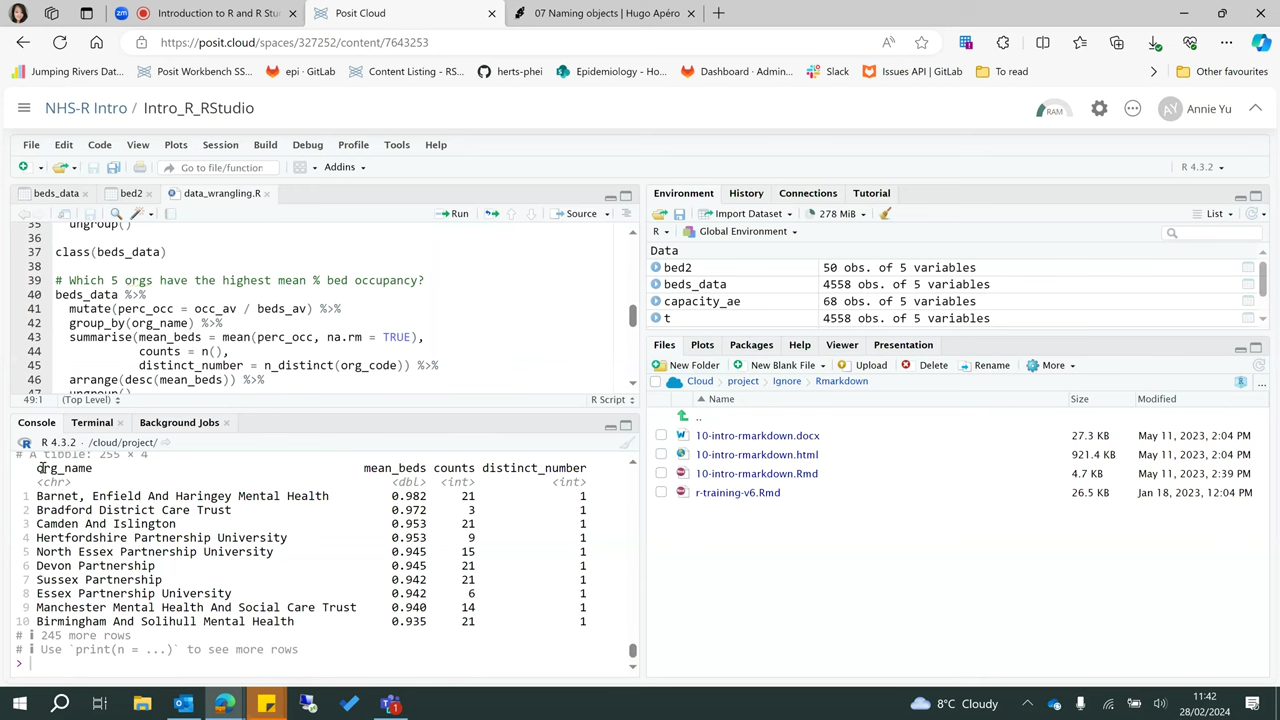 Introduction to R and R Stu
Posit Cloud
07 Naming objects | Hugo Apéro
https://posit.cloud/spaces/327252/content/7643253
Jumping Rivers Dat...
Posit Workbench SS...
epi · GitLab
Content Listing - RS...
herts-phei
Epidemiology - Ho...
Dashboard · Admin...
Slack
Issues API | GitLab
To read
Other favourites
NHS-R Intro / Intro_R_RStudio
RAM
AY
Annie Yu
File Edit Code View Plots Session Build Debug Profile Tools Help
Go to file/function
Addins
R 4.3.2
beds_data
bed2
data_wrangling.R
Run
Source
35 ungroup()
36
37 class(beds_data)
38
39 # Which 5 orgs have the highest mean % bed occupancy?
40 beds_data %>%
41 mutate(perc_occ = occ_av / beds_av) %>%
42 group_by(org_name) %>%
43 summarise(mean_beds = mean(perc_occ, na.rm = TRUE),
44 counts = n(),
45 distinct_number = n_distinct(org_code)) %>%
46 arrange(desc(mean_beds)) %>%
49:1 (Top Level) R Script
Console Terminal Background Jobs
R 4.3.2 · /cloud/project/
# A tibble: 255 × 4
org_name mean_beds counts distinct_number
<chr> <dbl> <int> <int>
1 Barnet, Enfield And Haringey Mental Health 0.982 21 1
2 Bradford District Care Trust 0.972 3 1
3 Camden And Islington 0.953 21 1
4 Hertfordshire Partnership University 0.953 9 1
5 North Essex Partnership University 0.945 15 1
6 Devon Partnership 0.945 21 1
7 Sussex Partnership 0.942 21 1
8 Essex Partnership University 0.942 6 1
9 Manchester Mental Health And Social Care Trust 0.940 14 1
10 Birmingham And Solihull Mental Health 0.935 21 1
# ℹ 245 more rows
# ℹ Use `print(n = ...)` to see more rows
>
Environment History Connections Tutorial
Import Dataset 278 MiB List
R Global Environment
Data
bed2 50 obs. of 5 variables
beds_data 4558 obs. of 5 variables
capacity_ae 68 obs. of 5 variables
t 4558 obs. of 5 variables
Files Plots Packages Help Viewer Presentation
New Folder New Blank File Upload Delete Rename More
Cloud project Ignore Rmarkdown ...
Name Size Modified
..
10-intro-rmarkdown.docx 27.3 KB May 11, 2023, 2:04 PM
10-intro-rmarkdown.html 921.4 KB May 11, 2023, 2:04 PM
10-intro-rmarkdown.Rmd 4.7 KB May 11, 2023, 2:39 PM
r-training-v6.Rmd 26.5 KB Jan 18, 2023, 12:04 PM
8°C Cloudy
11:42
28/02/2024